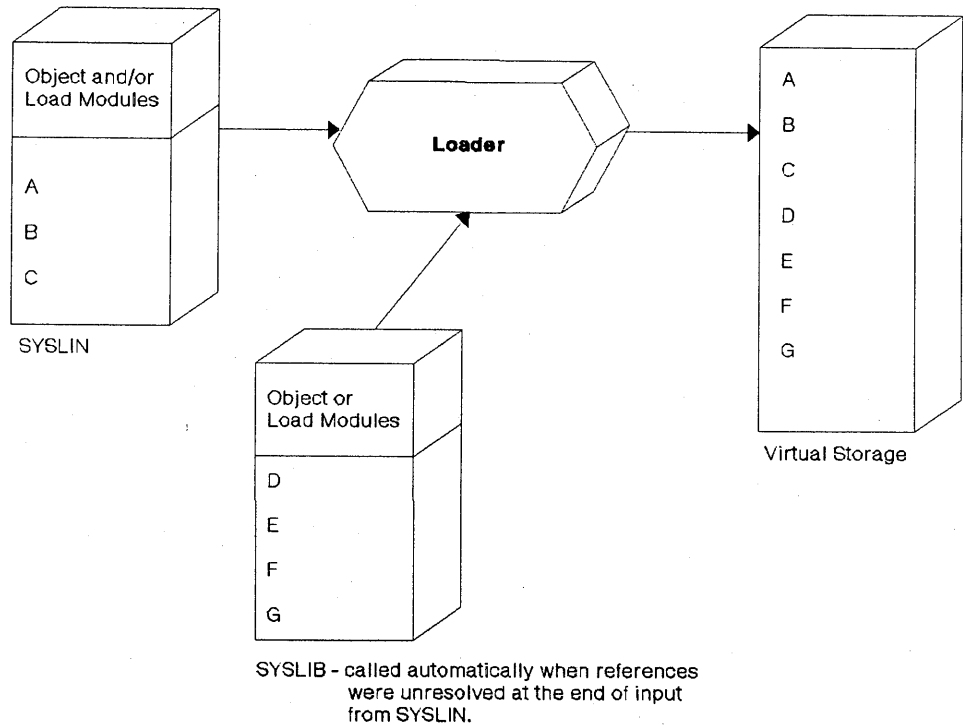 Object and/or
Load Modules
A
B
C
SYSLIN
Loader
Object or
Load Modules
D
E
F
G
SYSLIB - called automatically when references
were unresolved at the end of input
from SYSLIN.
A
B
C
D
E
F
G
Virtual Storage